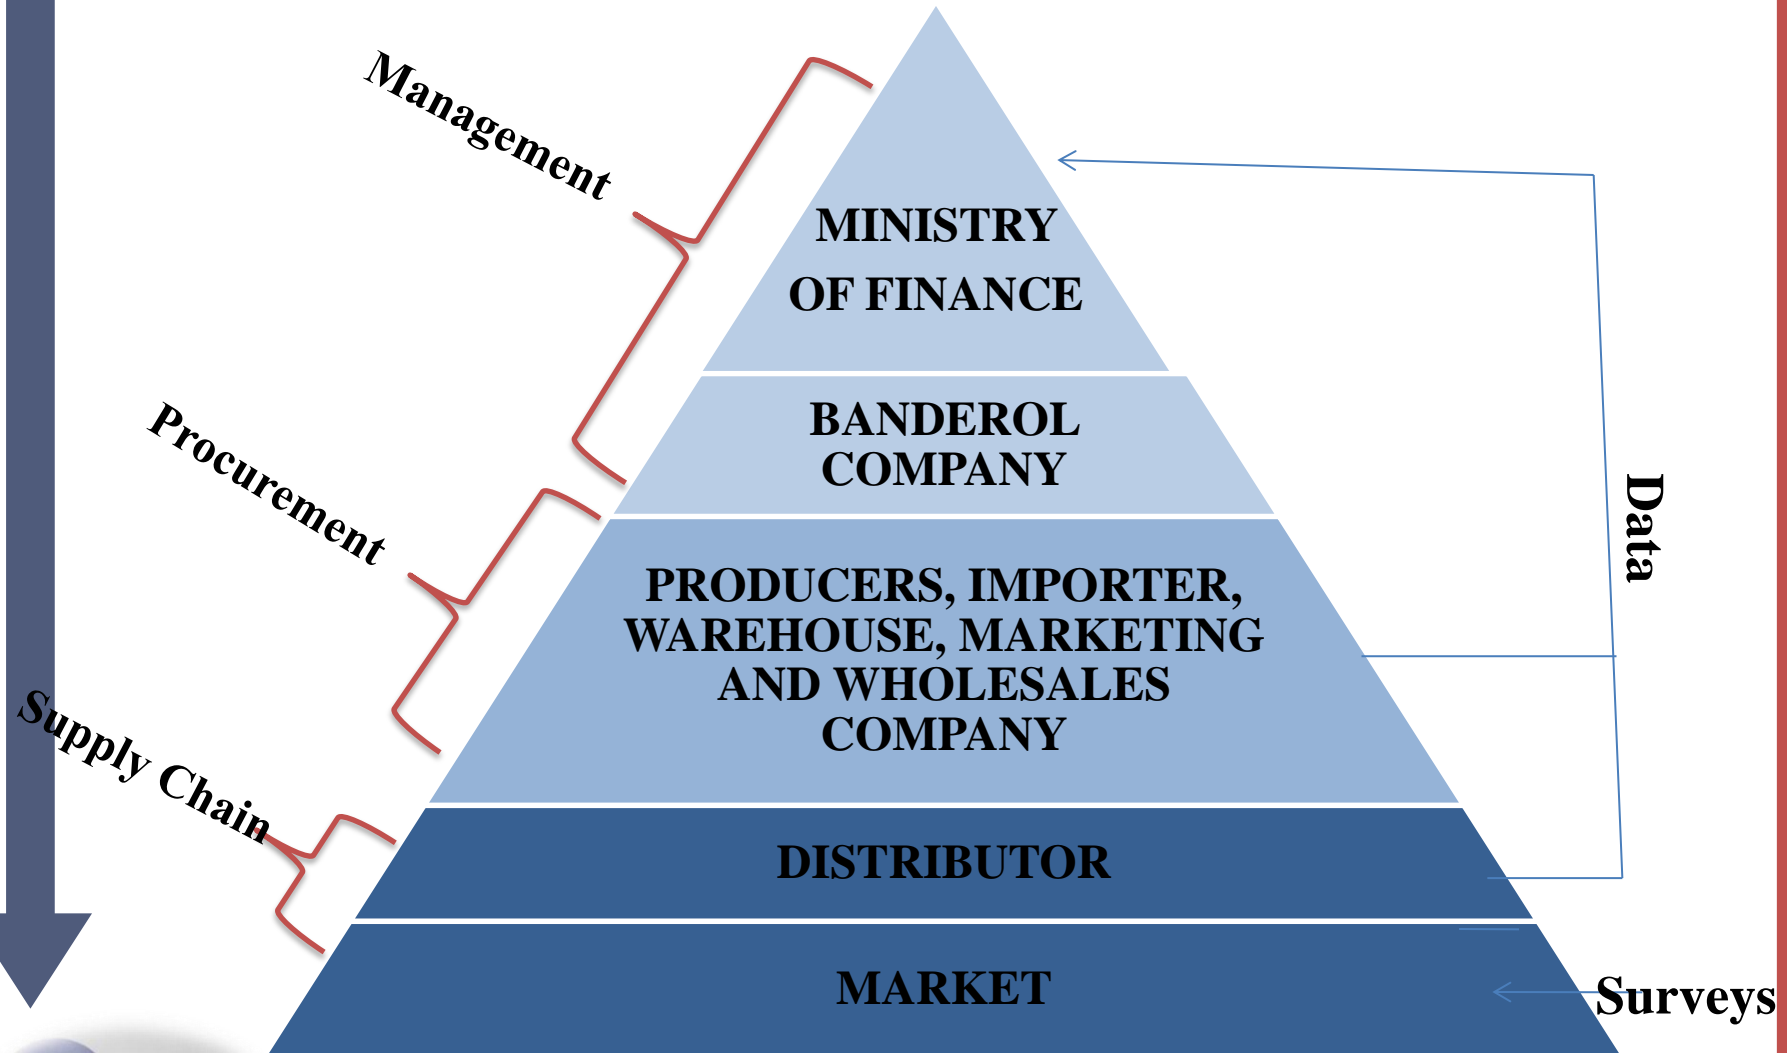 Management
MINISTRY
OF FINANCE
BANDEROL
COMPANY
Procurement
Data
PRODUCERS, IMPORTER,
WAREHOUSE, MARKETING
AND WHOLESALES
COMPANY
Supply Chain
DISTRIBUTOR
MARKET
Surveys